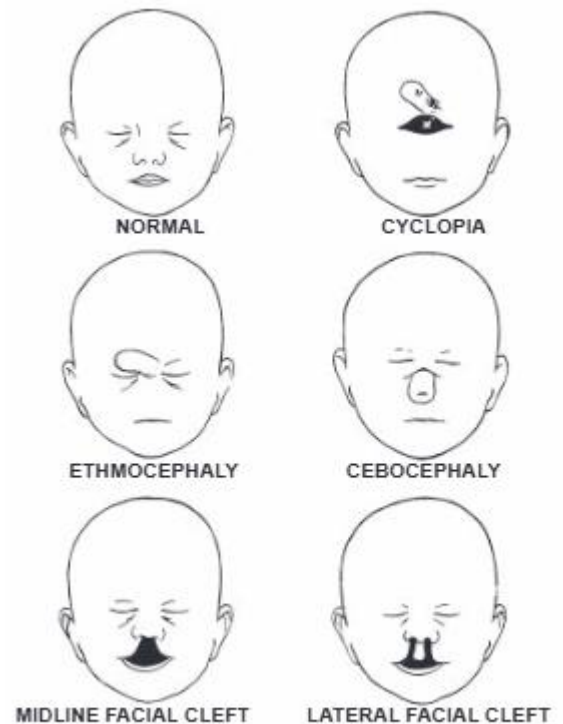 NORMAL
CYCLOPIA
ETHMOCEPHALY
CEBOCEPHALY
MIDLINE FACIAL CLEFT
LATERAL FACIAL CLEFT